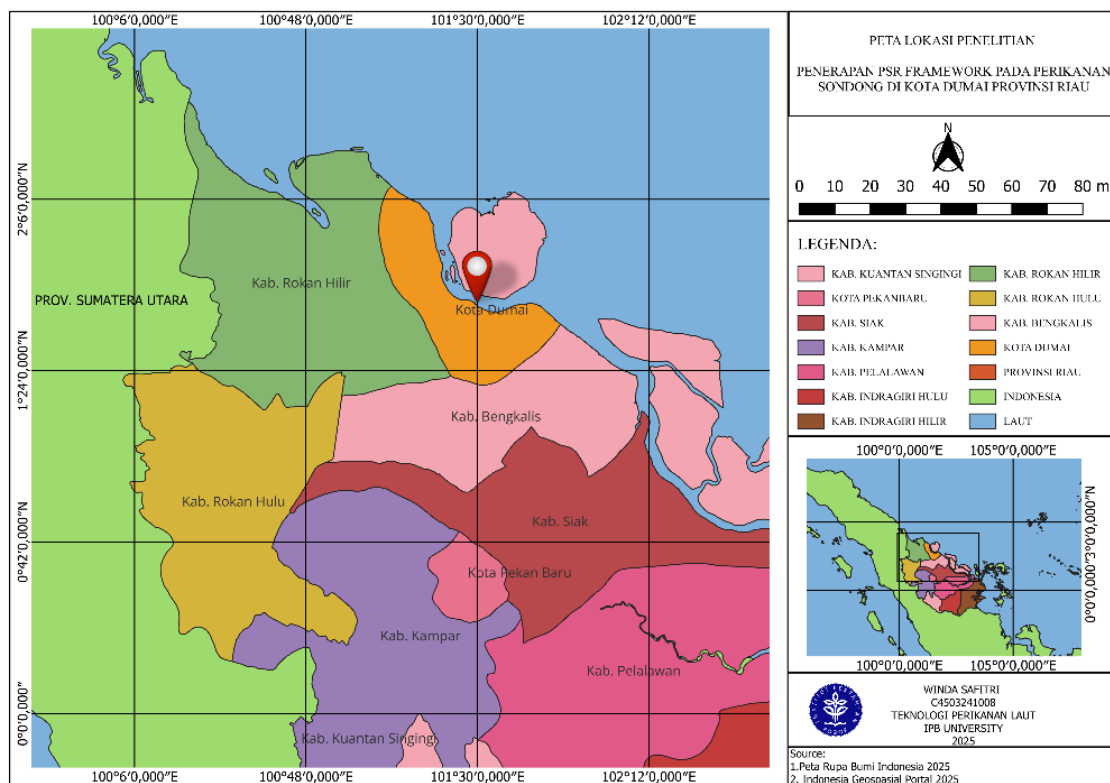 100°6′0,000″E 100°48′0,000″E 101°30′0,000″E 102°12′0,000″E
2°6′0,000″N
1°24′0,000″N
0°42′0,000″N
0°0′0,000″
PROV. SUMATERA UTARA
Kab. Rokan Hilir
Kota Dumai
Kab. Bengkalis
Kab. Rokan Hulu
Kab. Siak
Kota Pekan Baru
Kab. Kampar
Kab. Pelalawan
Kab. Kuantan Singingi
100°6′0,000″E 100°48′0,000″E 101°30′0,000″E 102°12′0,000″E
PETA LOKASI PENELITIAN
PENERAPAN PSR FRAMEWORK PADA PERIKANAN
SONDONG DI KOTA DUMAI PROVINSI RIAU
N
0 10 20 30 40 50 60 70 80 m
LEGENDA:
KAB. KUANTAN SINGINGI
KOTA PEKANBARU
KAB. SIAK
KAB. KAMPAR
KAB. PELALAWAN
KAB. INDRAGIRI HULU
KAB. INDRAGIRI HILIR
KAB. ROKAN HILIR
KAB. ROKAN HULU
KAB. BENGKALIS
KOTA DUMAI
PROVINSI RIAU
INDONESIA
LAUT
100°0′0,000″E 105°0′0,000″E
0°0′0,000″ 3°0′0,000″N
100°0′0,000″E 105°0′0,000″E
WINDA SAFITRI
C4503241008
TEKNOLOGI PERIKANAN LAUT
IPB UNIVERSITY
2025
Source:
1.Peta Rupa Bumi Indonesia 2025
2. Indonesia Geospasial Portal 2025